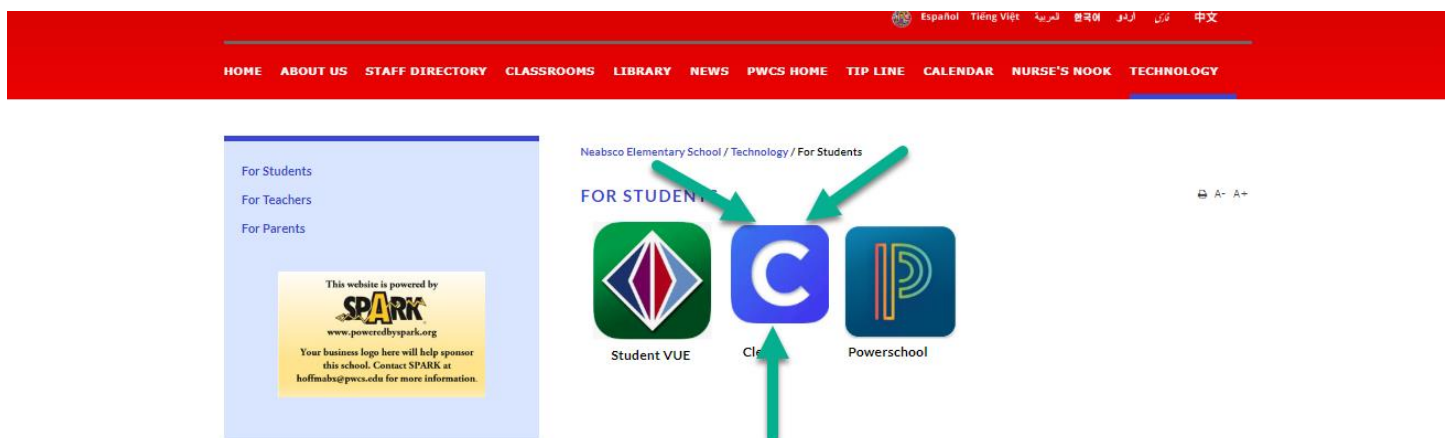 Español Tiếng Việt العربية 한국어 اردو فارسی 中文
HOME ABOUT US STAFF DIRECTORY CLASSROOMS LIBRARY NEWS PWCS HOME TIP LINE CALENDAR NURSE'S NOOK TECHNOLOGY
For Students
For Teachers
For Parents
This website is powered by
SPARK
www.poweredbyspark.org
Your business logo here will help sponsor
this school. Contact SPARK at
hoffmabx@pwcs.edu for more information.
Neabsco Elementary School / Technology / For Students
FOR STUDENTS
A- A+
C
P
Student VUE
Powerschool